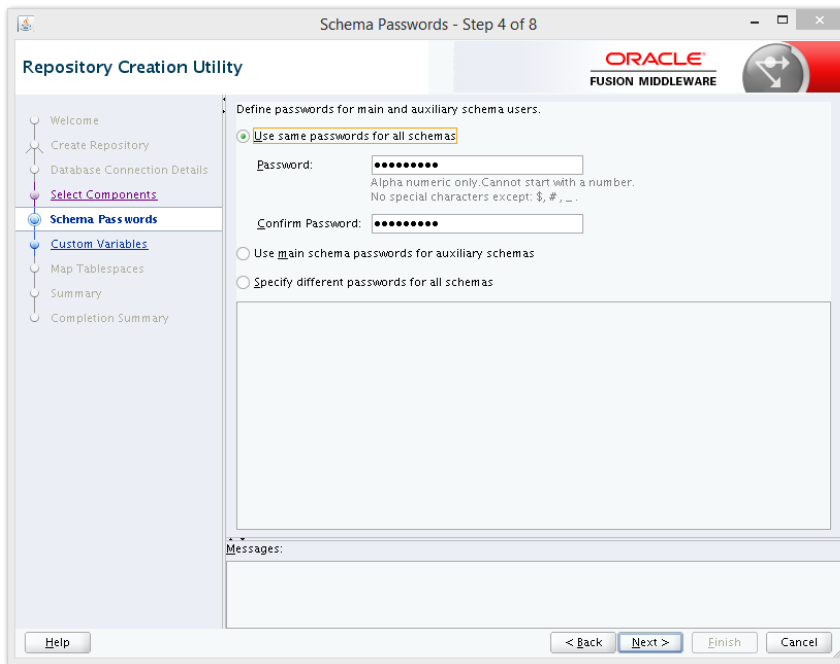 Schema Passwords - Step 4 of 8
Repository Creation Utility
ORACLE®
FUSION MIDDLEWARE
Welcome
Create Repository
Database Connection Details
Select Components
Schema Passwords
Custom Variables
Map Tablespaces
Summary
Completion Summary
Define passwords for main and auxiliary schema users.
Use same passwords for all schemas
Password: •••••••••
Alpha numeric only.Cannot start with a number.
No special characters except: $, # , _ .
Confirm Password: •••••••••
Use main schema passwords for auxiliary schemas
Specify different passwords for all schemas
Messages:
Help
< Back Next > Finish Cancel